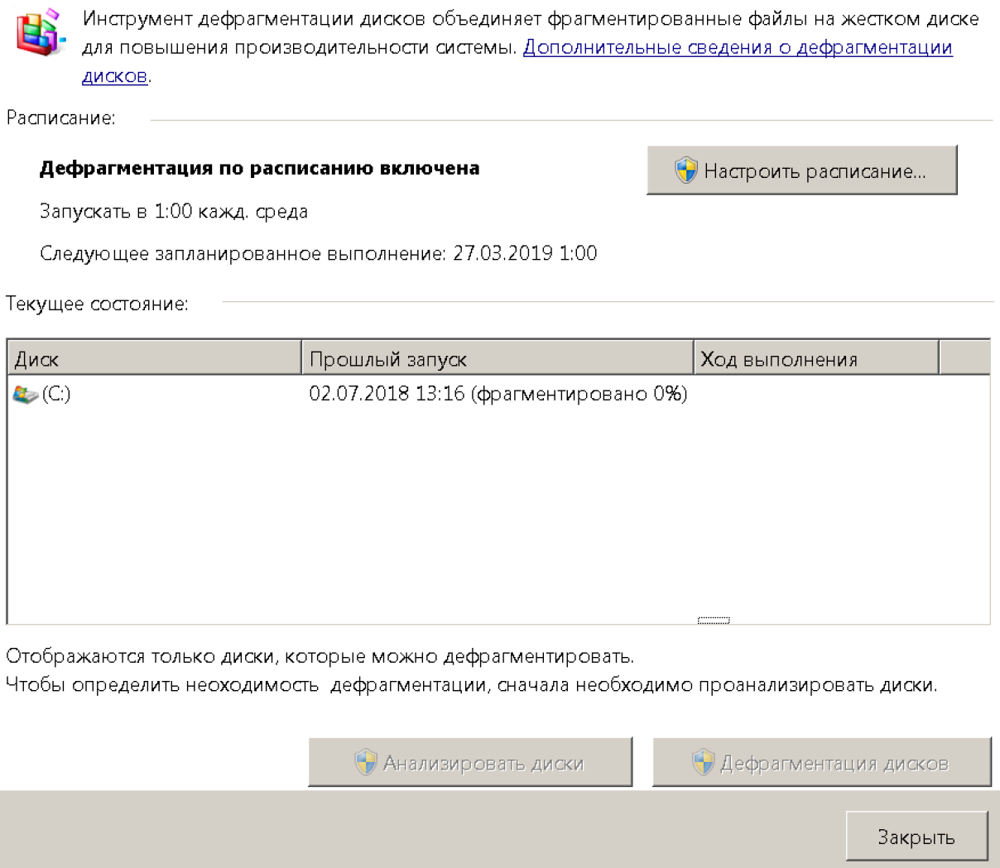 Инструмент дефрагментации дисков объединяет фрагментированные файлы на жестком диске
для повышения производительности системы. Дополнительные сведения о дефрагментации
дисков.
Расписание:
Дефрагментация по расписанию включена
Настроить расписание...
Запускать в 1:00 кажд. среда
Следующее запланированное выполнение: 27.03.2019 1:00
Текущее состояние:
Диск Прошлый запуск Ход выполнения
(C:) 02.07.2018 13:16 (фрагментировано 0%)
Отображаются только диски, которые можно дефрагментировать.
Чтобы определить неоходимость  дефрагментации, сначала необходимо проанализировать диски.
Анализировать диски Дефрагментация дисков
Закрыть